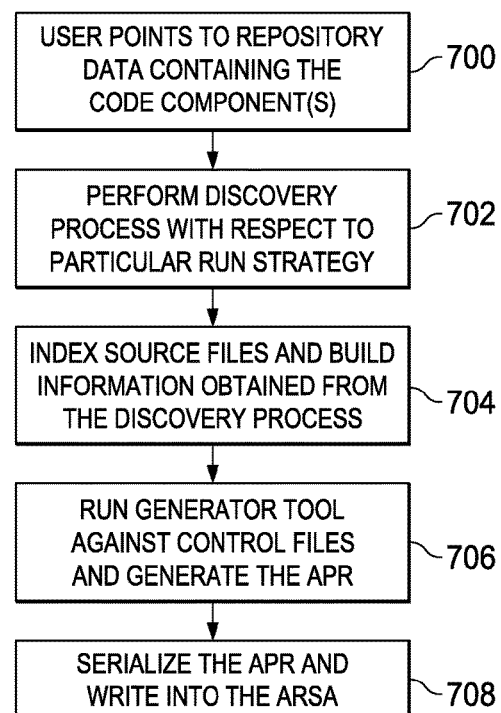 USER POINTS TO REPOSITORY
DATA CONTAINING THE
CODE COMPONENT(S)
700
PERFORM DISCOVERY
PROCESS WITH RESPECT TO
PARTICULAR RUN STRATEGY
702
INDEX SOURCE FILES AND BUILD
INFORMATION OBTAINED FROM
THE DISCOVERY PROCESS
704
RUN GENERATOR TOOL
AGAINST CONTROL FILES
AND GENERATE THE APR
706
SERIALIZE THE APR AND
WRITE INTO THE ARSA
708